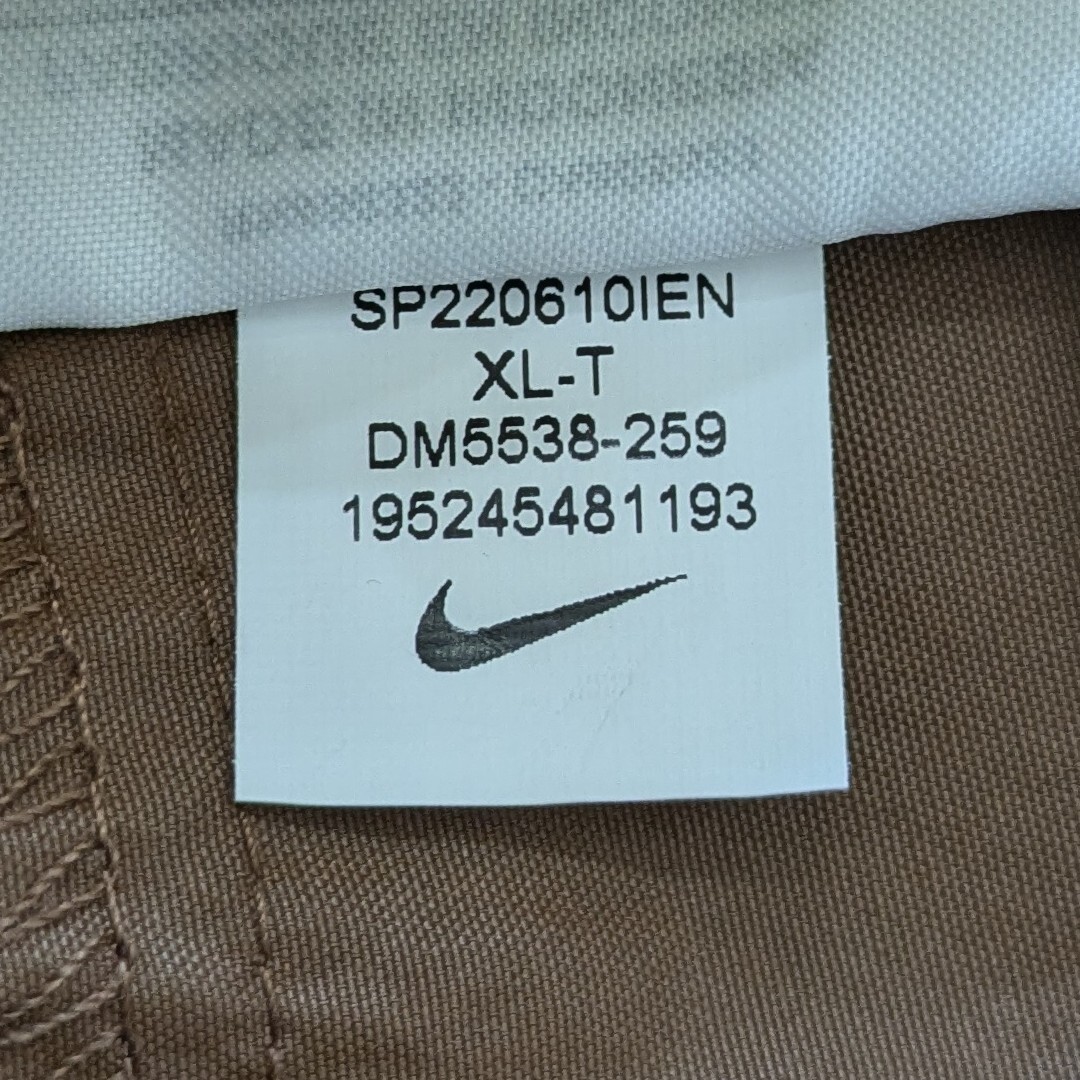 SP220610IEN
XL-T
DM5538-259
195245481193